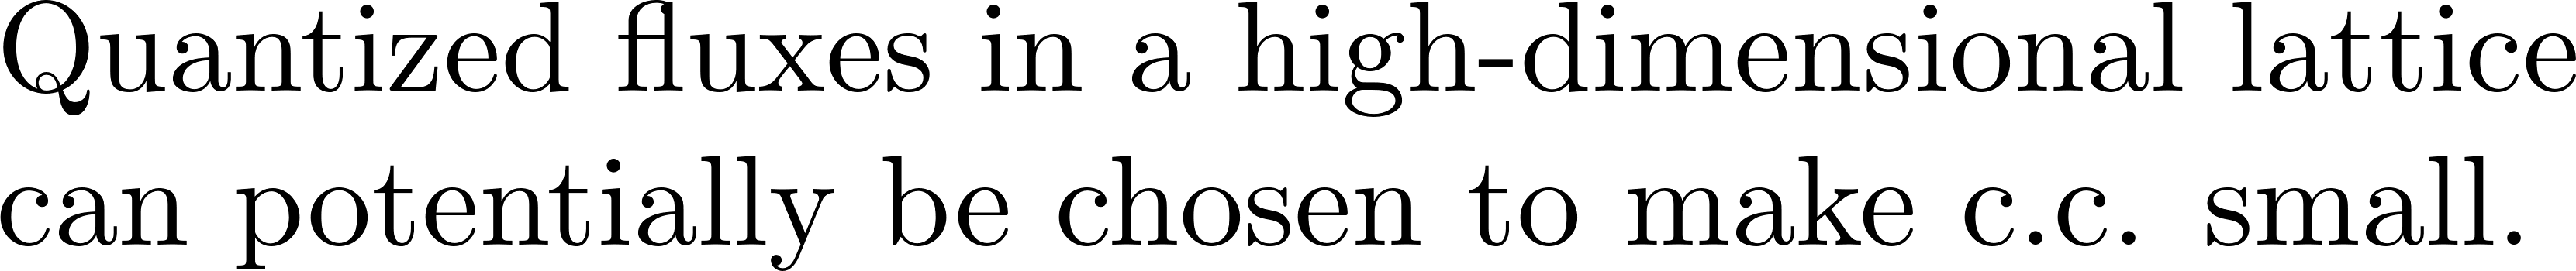 Quantized fluxes in a high-dimensional lattice
can potentially be chosen to make c.c. small.